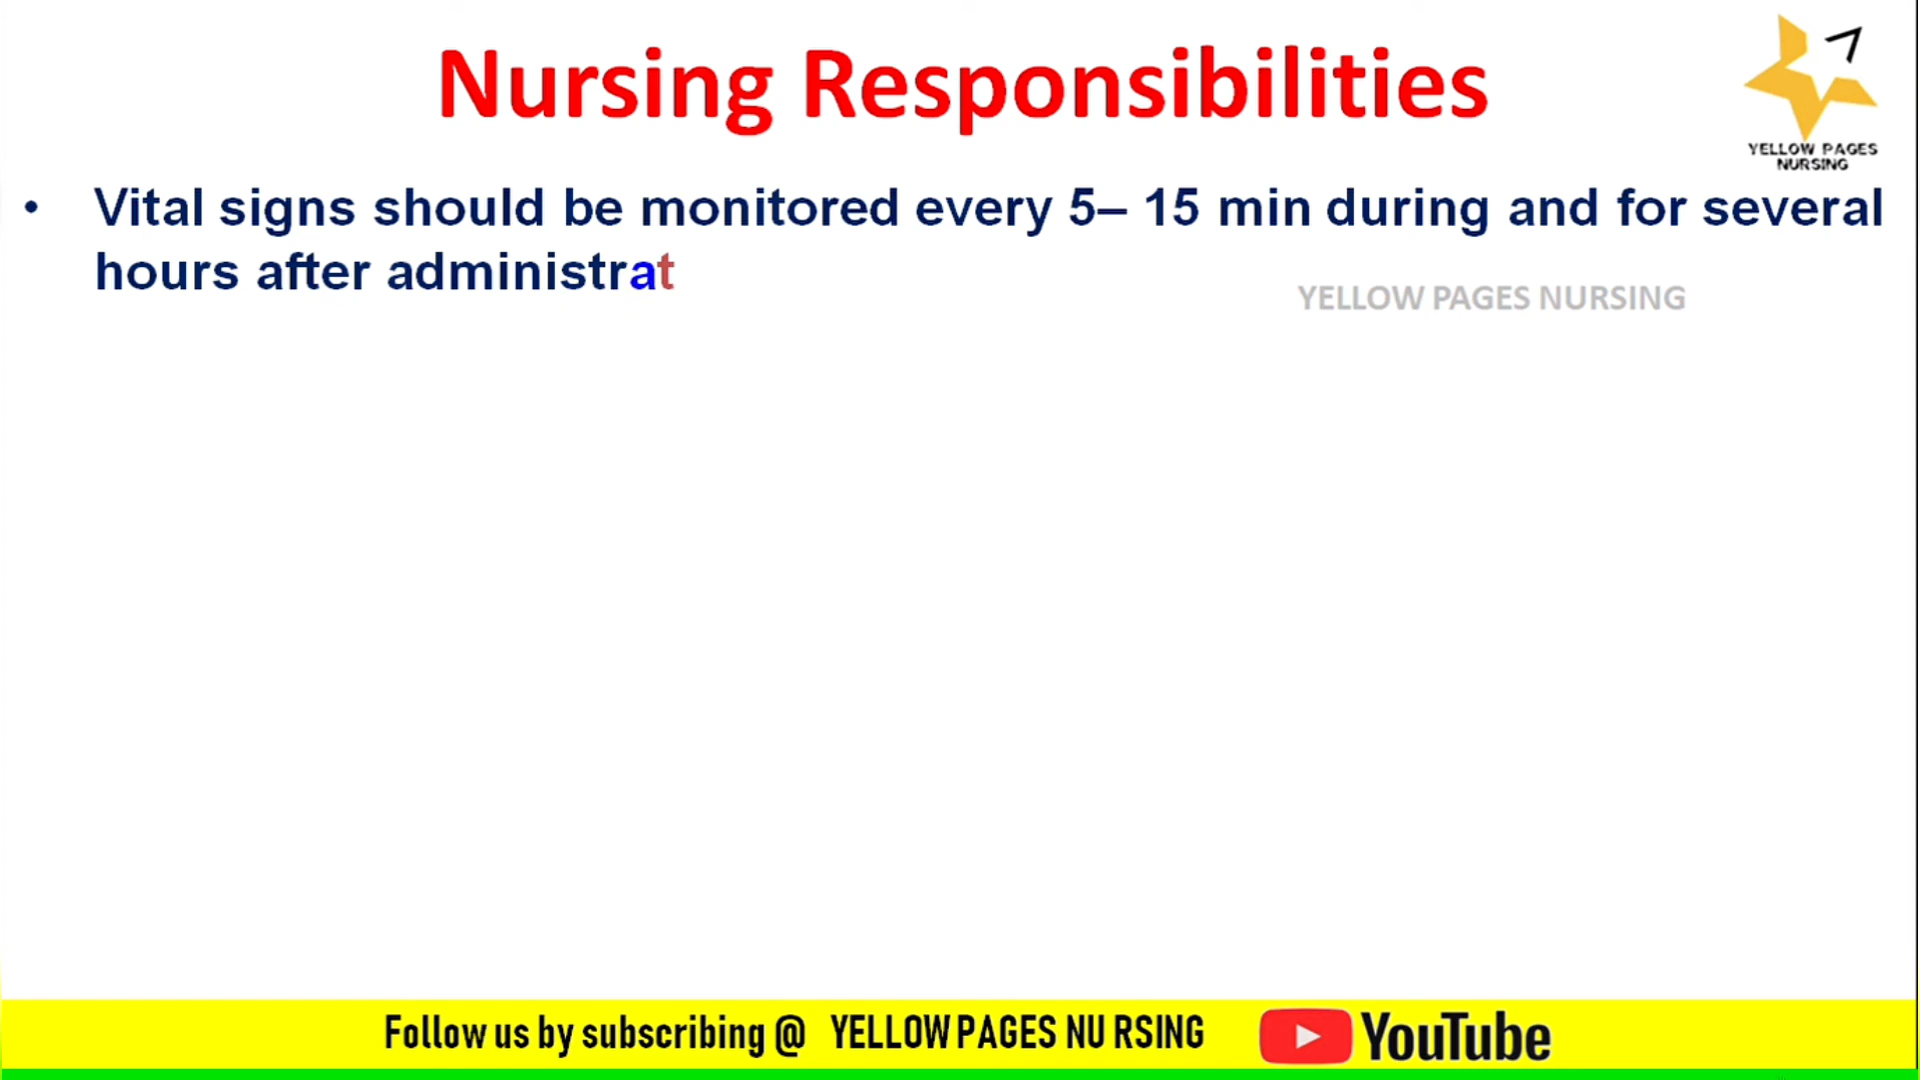 Nursing Responsibilities
YELLOW PAGES
NURSING
• Vital signs should be monitored every 5– 15 min during and for several
hours after administrat
YELLOW PAGES NURSING
Follow us by subscribing @ YELLOW PAGES NU RSING YouTube